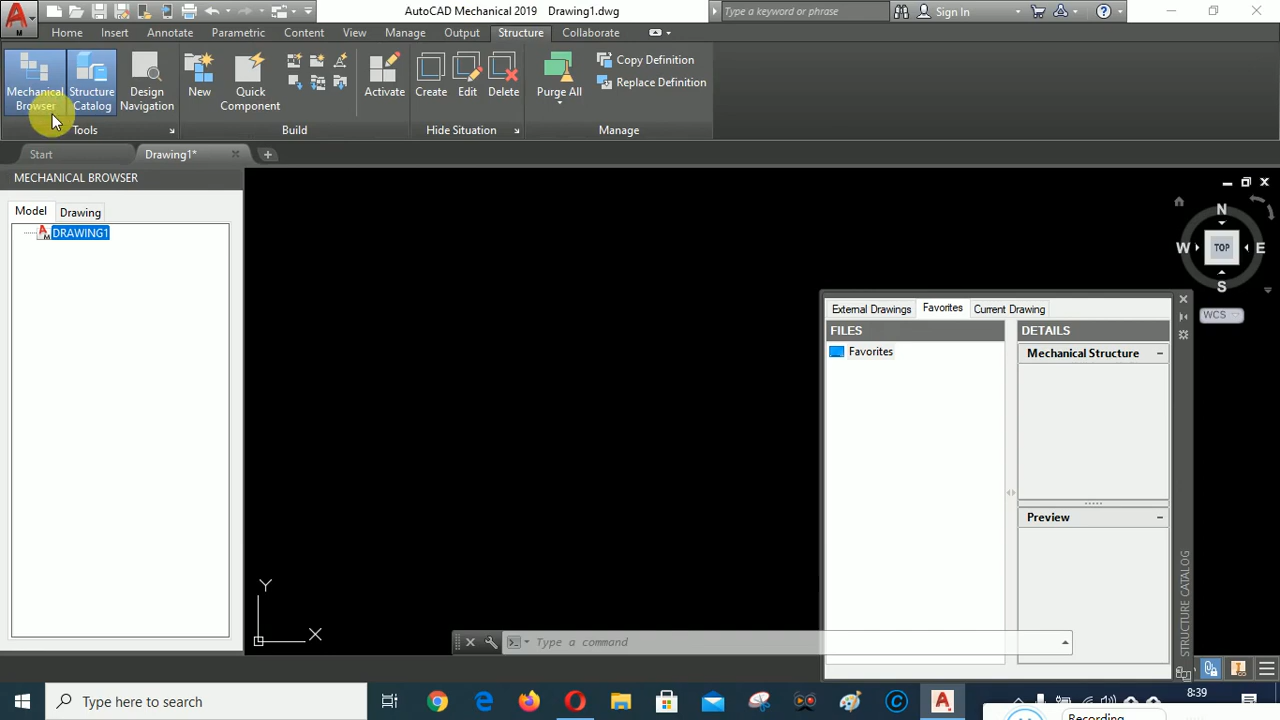 AutoCAD Mechanical 2019 Drawing1.dwg
Type a keyword or phrase
Sign In
Home Insert Annotate Parametric Content View Manage Output Structure Collaborate
Mechanical Browser
Structure Catalog
Design Navigation
New
Quick Component
Activate
Create
Edit
Delete
Purge All
Copy Definition
Replace Definition
Tools
Build
Hide Situation
Manage
Start
Drawing1*
MECHANICAL BROWSER
Model Drawing
DRAWING1
N
W TOP E
S
WCS
External Drawings Favorites Current Drawing
FILES
DETAILS
Favorites
Mechanical Structure
Preview
STRUCTURE CATALOG
Y
X
Type a command
Type here to search
8:39
Recording